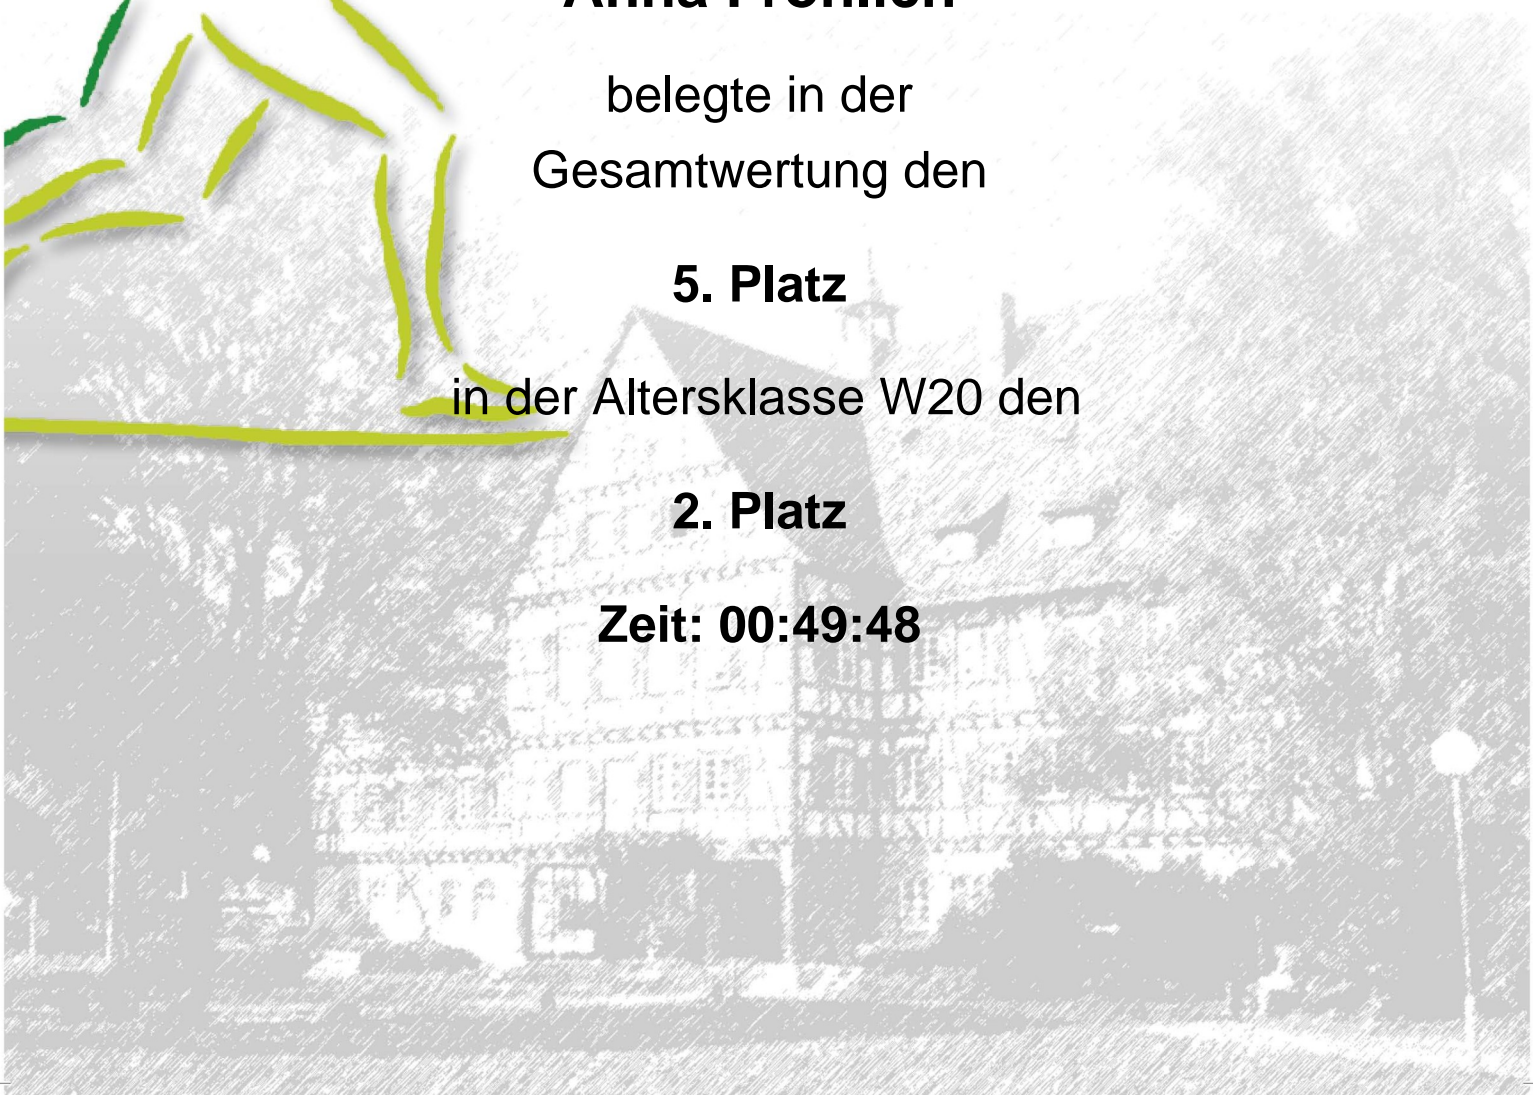 belegte in der
Gesamtwertung den
5. Platz
in der Altersklasse W20 den
2. Platz
Zeit: 00:49:48